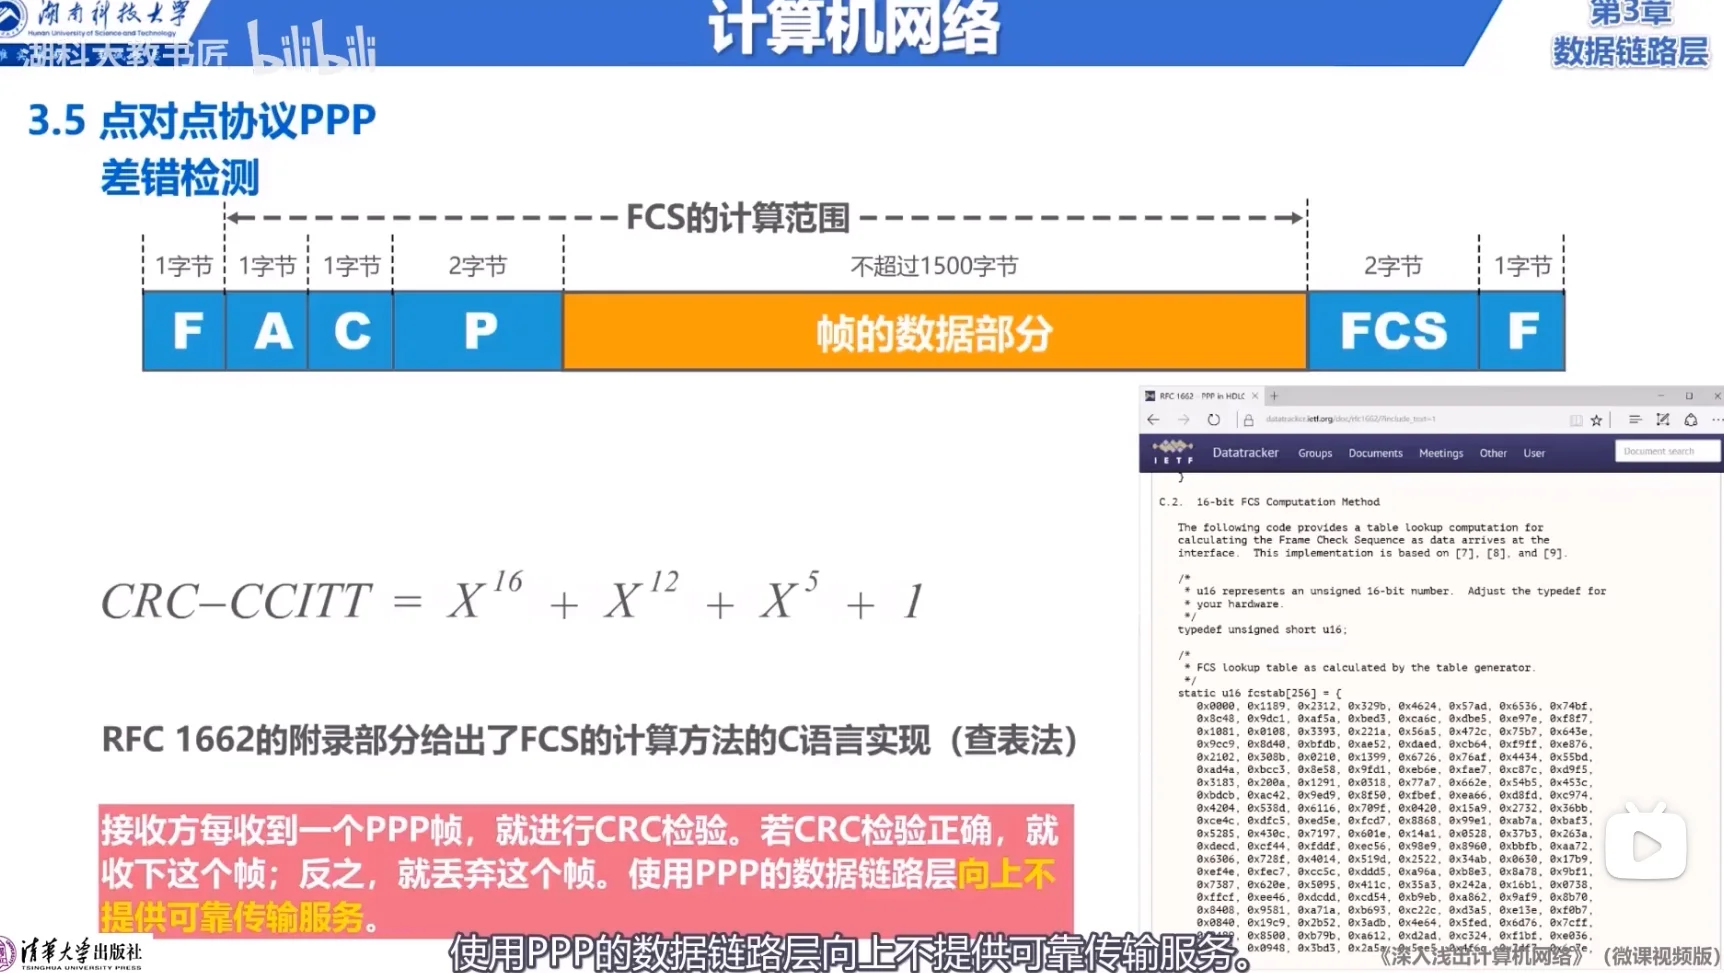 湖南科技大学
Hunan University of Science and Technology
湖科大教书匠 bilibili
计算机网络
第3章
数据链路层
3.5 点对点协议PPP
差错检测
FCS的计算范围
1字节 1字节 1字节 2字节 不超过1500字节 2字节 1字节
F A C P 帧的数据部分 FCS F
CRC–CCITT = X^16 + X^12 + X^5 + 1
RFC 1662的附录部分给出了FCS的计算方法的C语言实现（查表法）
接收方每收到一个PPP帧，就进行CRC检验。若CRC检验正确，就
收下这个帧；反之，就丢弃这个帧。使用PPP的数据链路层向上不
提供可靠传输服务。
RFC 1662 - PPP in HDLC
datatracker.ietf.org/doc/rfc1662/?include_text=1
IETF Datatracker Groups Documents Meetings Other User Document search
}
C.2. 16-bit FCS Computation Method
The following code provides a table lookup computation for
calculating the Frame Check Sequence as data arrives at the
interface. This implementation is based on [7], [8], and [9].
/*
* u16 represents an unsigned 16-bit number. Adjust the typedef for
* your hardware.
*/
typedef unsigned short u16;
/*
* FCS lookup table as calculated by the table generator.
*/
static u16 fcstab[256] = {
0x0000, 0x1189, 0x2312, 0x329b, 0x4624, 0x57ad, 0x6536, 0x74bf,
0x8c48, 0x9dc1, 0xaf5a, 0xbed3, 0xca6c, 0xdbe5, 0xe97e, 0xf8f7,
0x1081, 0x0108, 0x3393, 0x221a, 0x56a5, 0x472c, 0x75b7, 0x643e,
0x9cc9, 0x8d40, 0xbfdb, 0xae52, 0xdaed, 0xcb64, 0xf9ff, 0xe876,
0x2102, 0x308b, 0x0210, 0x1399, 0x6726, 0x76af, 0x4434, 0x55bd,
0xad4a, 0xbcc3, 0x8e58, 0x9fd1, 0xeb6e, 0xfae7, 0xc87c, 0xd9f5,
0x3183, 0x200a, 0x1291, 0x0318, 0x77a7, 0x662e, 0x54b5, 0x453c,
0xbdcb, 0xac42, 0x9ed9, 0x8f50, 0xfbef, 0xea66, 0xd8fd, 0xc974,
0x4204, 0x538d, 0x6116, 0x709f, 0x0420, 0x15a9, 0x2732, 0x36bb,
0xce4c, 0xdfc5, 0xed5e, 0xfcd7, 0x8868, 0x99e1, 0xab7a, 0xbaf3,
0x5285, 0x430c, 0x7197, 0x601e, 0x14a1, 0x0528, 0x37b3, 0x263a,
0xdecd, 0xcf44, 0xfddf, 0xec56, 0x98e9, 0x8960, 0xbbfb, 0xaa72,
0x6306, 0x728f, 0x4014, 0x519d, 0x2522, 0x34ab, 0x0630, 0x17b9,
0xef4e, 0xfec7, 0xcc5c, 0xddd5, 0xa96a, 0xb8e3, 0x8a78, 0x9bf1,
0x7387, 0x620e, 0x5095, 0x411c, 0x35a3, 0x242a, 0x16b1, 0x0738,
0xffcf, 0xee46, 0xdcdd, 0xcd54, 0xb9eb, 0xa862, 0x9af9, 0x8b70,
0x8408, 0x9581, 0xa71a, 0xb693, 0xc22c, 0xd3a5, 0xe13e, 0xf0b7,
0x0840, 0x19c9, 0x2b52, 0x3adb, 0x4e64, 0x5fed, 0x6d76, 0x7cff,
0x8500, 0xb79b, 0xa612, 0xd2ad, 0xc324, 0xf1bf, 0xe036,
0x0948, 0x3bd3,
清华大学出版社
TSINGHUA UNIVERSITY PRESS
使用PPP的数据链路层向上不提供可靠传输服务。
《深入浅出计算机网络》（微课视频版）